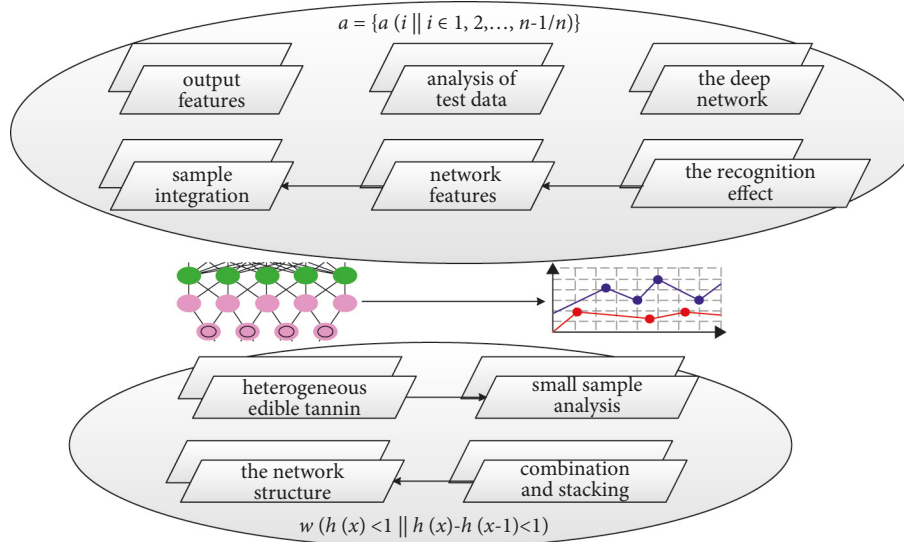 a = {a (i || i ∈ 1, 2,…, n-1/n)}
output
features
analysis of
test data
the deep
network
sample
integration
network
features
the recognition
effect
heterogeneous
edible tannin
small sample
analysis
the network
structure
combination
and stacking
w (h (x) <1 || h (x)-h (x-1)<1)